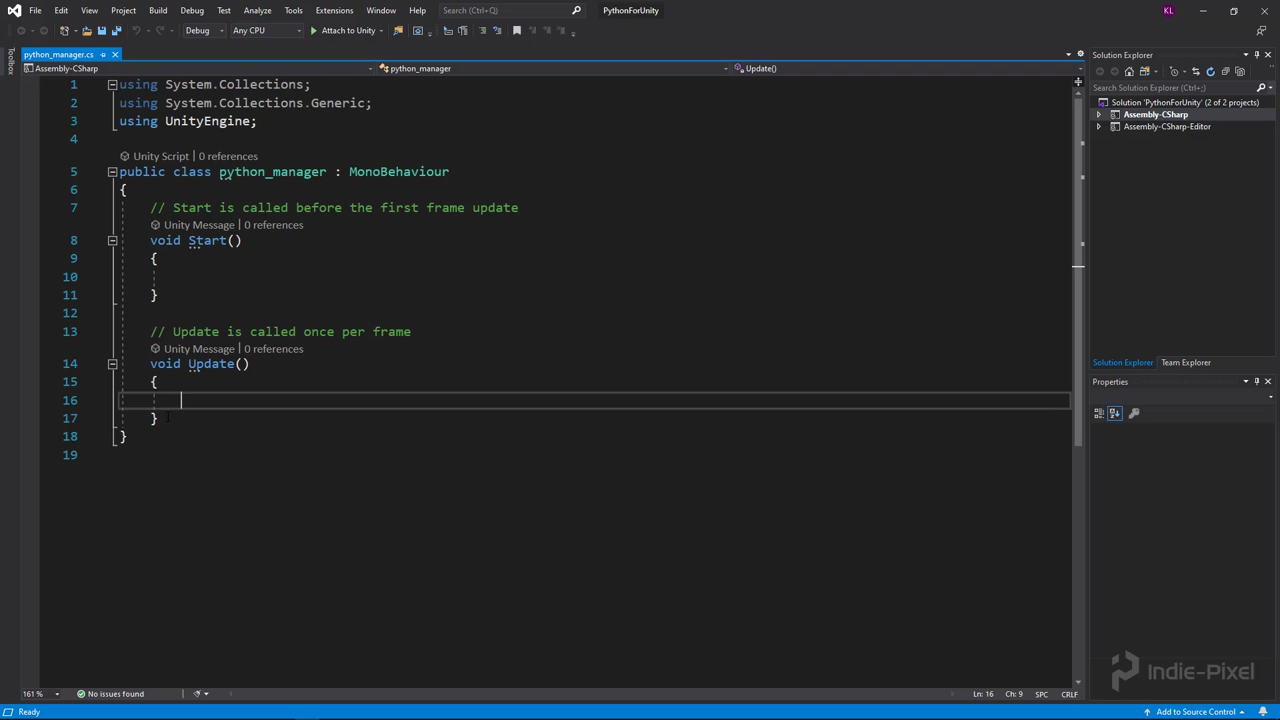 File Edit View Project Build Debug Test Analyze Tools Extensions Window Help Search (Ctrl+Q) PythonForUnity KL
Debug Any CPU Attach to Unity
Toolbox
python_manager.cs
Assembly-CSharp python_manager Update()
1 using System.Collections;
2 using System.Collections.Generic;
3 using UnityEngine;
4
Unity Script | 0 references
5 public class python_manager : MonoBehaviour
6 {
7 // Start is called before the first frame update
Unity Message | 0 references
8 void Start()
9 {
10
11 }
12
13 // Update is called once per frame
Unity Message | 0 references
14 void Update()
15 {
16
17 }
18 }
19
161 % No issues found Ln: 16 Ch: 9 SPC CRLF
Solution Explorer
Search Solution Explorer (Ctrl+;)
Solution 'PythonForUnity' (2 of 2 projects)
Assembly-CSharp
Assembly-CSharp-Editor
Solution Explorer Team Explorer
Properties
Indie-Pixel
Ready Add to Source Control